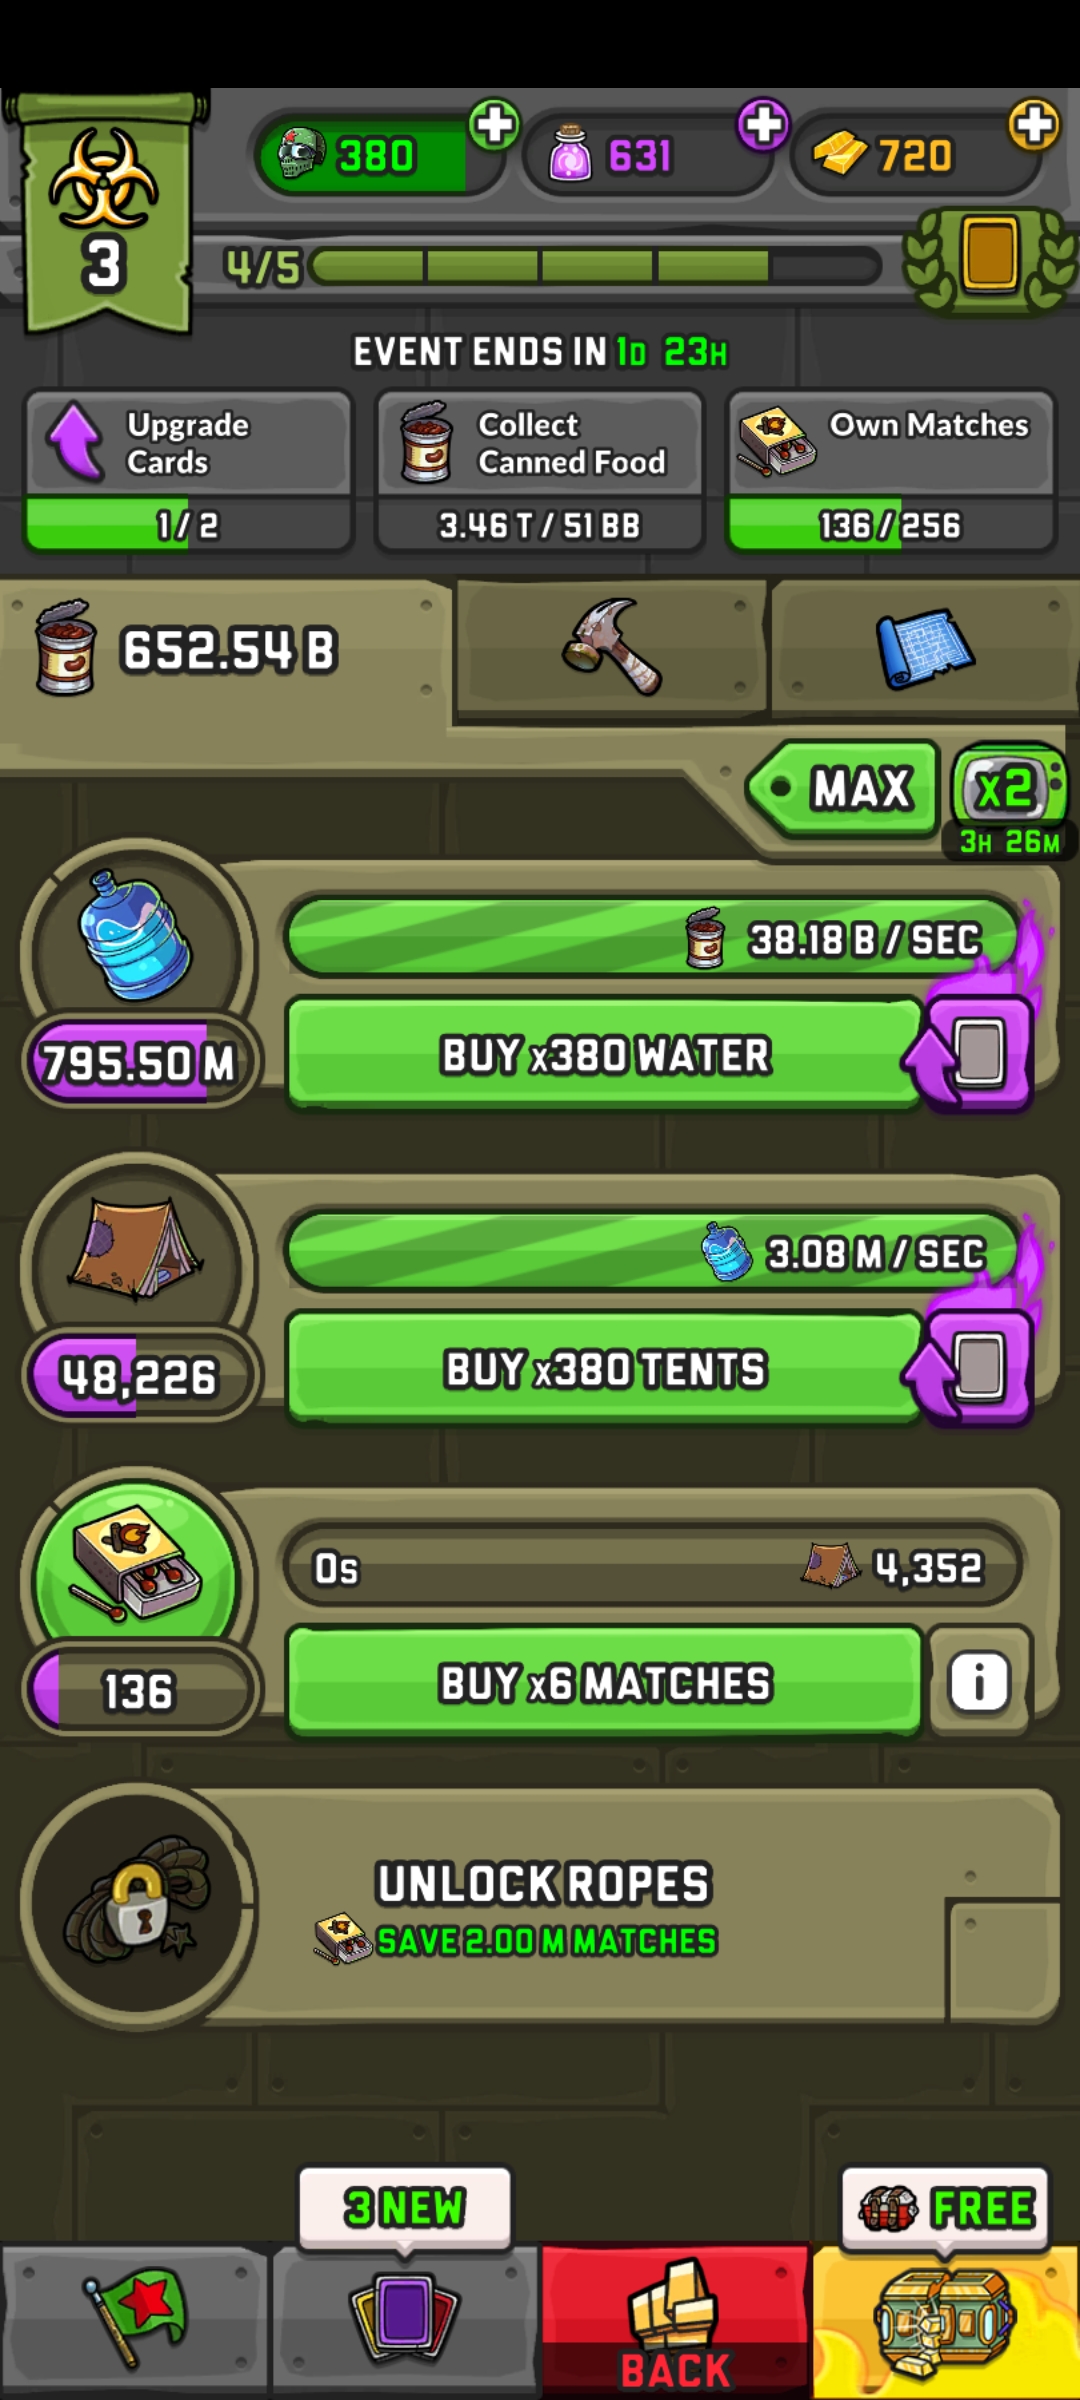 380
631
720
3
4/5
EVENT ENDS IN 1D 23H
Upgrade
Cards
1/2
Collect
Canned Food
3.46 T / 51 BB
Own Matches
136/256
652.54 B
MAX
x2
3H 26M
38.18 B / SEC
BUY x380 WATER
795.50 M
3.08 M / SEC
BUY x380 TENTS
48,226
0s
4,352
BUY x6 MATCHES
i
136
UNLOCK ROPES
SAVE 2.00 M MATCHES
3 NEW
FREE
BACK